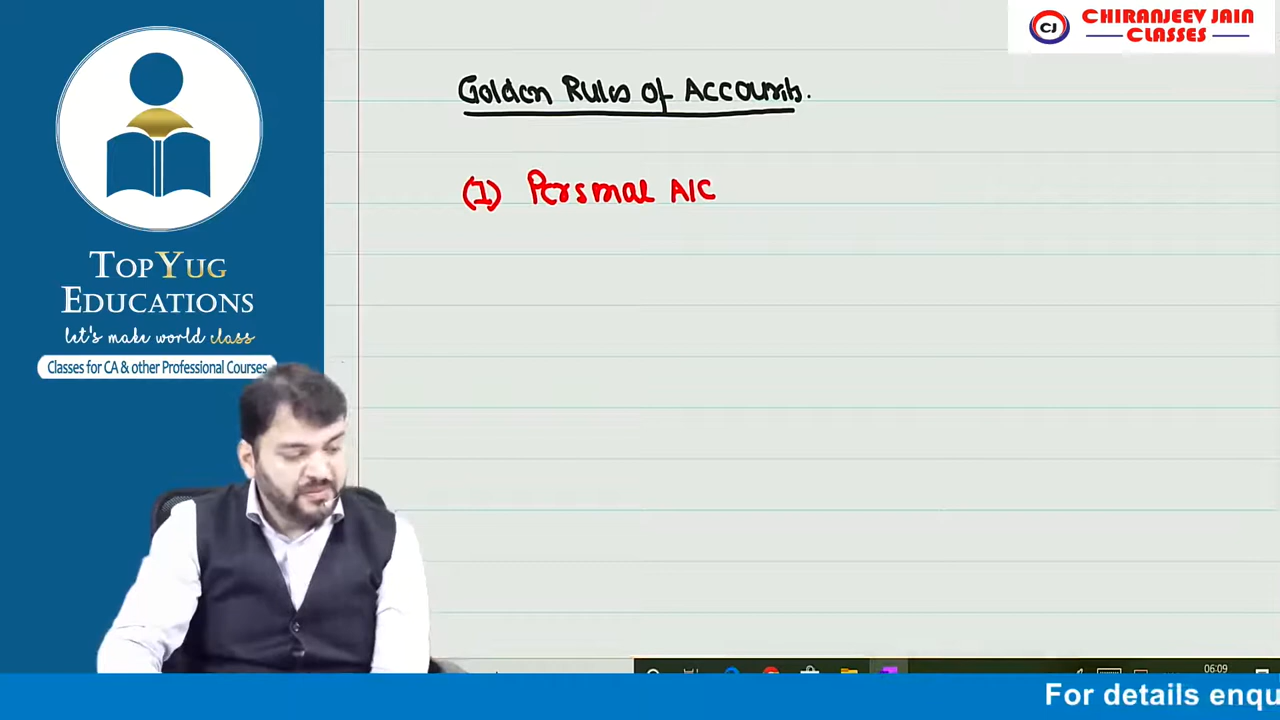 CJ
CHIRANJEEV JAIN
CLASSES
Golden Rules of Accounts.
(1) Personal A/C
TOPYUG
EDUCATIONS
let's make world class
Classes for CA & other Professional Courses
06:09
For details enqu